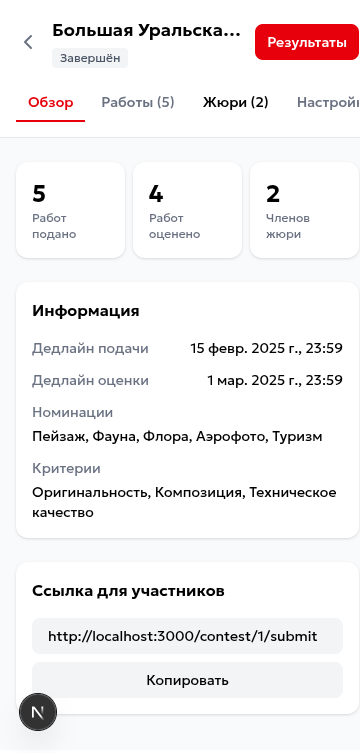 Большая Уральска...
Завершён
Результаты
Обзор
Работы (5)
Жюри (2)
Настрой
5
Работ
подано
4
Работ
оценено
2
Членов
жюри
Информация
Дедлайн подачи
15 февр. 2025 г., 23:59
Дедлайн оценки
1 мар. 2025 г., 23:59
Номинации
Пейзаж, Фауна, Флора, Аэрофото, Туризм
Критерии
Оригинальность, Композиция, Техническое
качество
Ссылка для участников
http://localhost:3000/contest/1/submit
Копировать
N